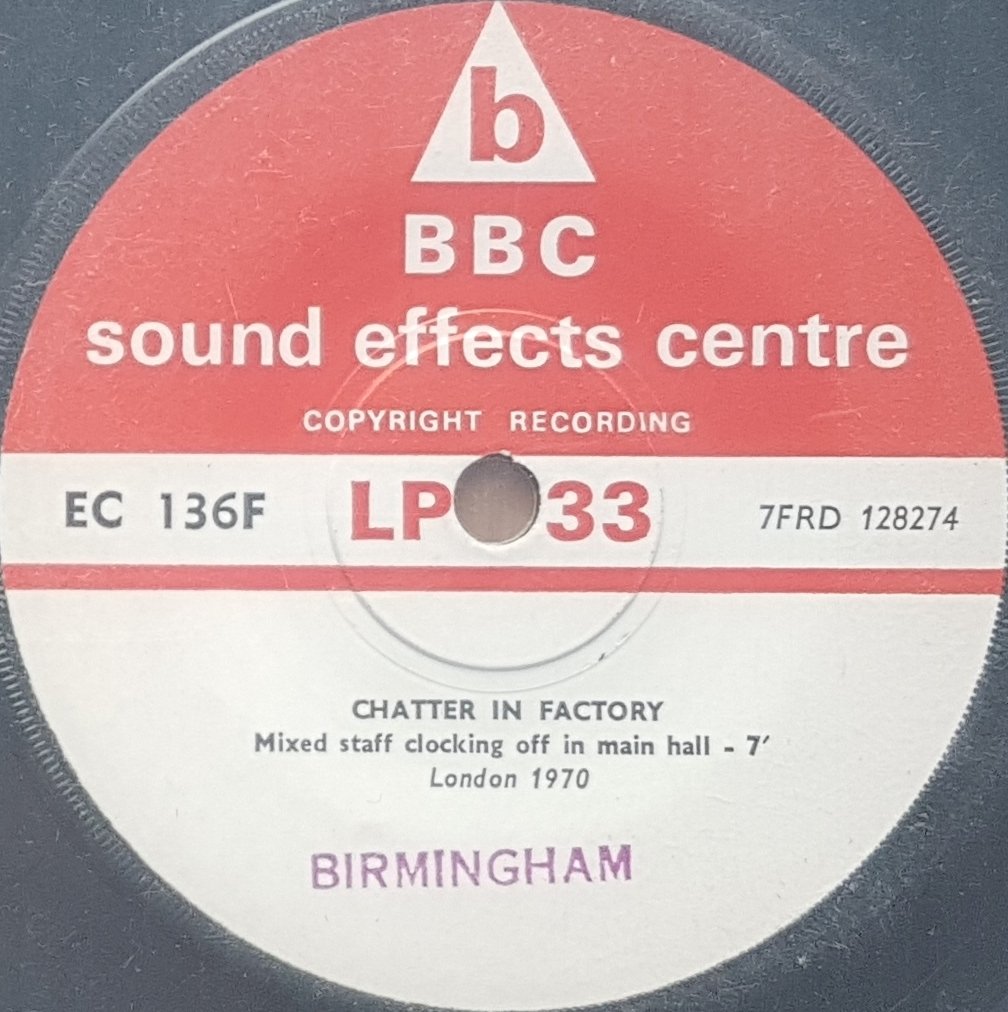 b
BBC
sound effects centre
COPYRIGHT RECORDING
EC 136F LP 33 7FRD 128274
CHATTER IN FACTORY
Mixed staff clocking off in main hall - 7′
London 1970
BIRMINGHAM